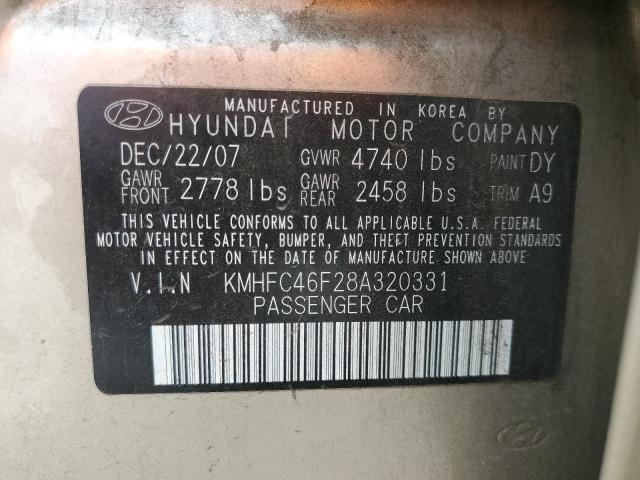 MANUFACTURED IN KOREA BY
HYUNDAI MOTOR COMPANY
DEC/22/07 GVWR 4740 lbs PAINT DY
GAWR FRONT 2778 lbs GAWR REAR 2458 lbs TRIM A9
THIS VEHICLE CONFORMS TO ALL APPLICABLE U.S.A. FEDERAL
MOTOR VEHICLE SAFETY, BUMPER, AND THEFT PREVENTION STANDARDS
IN EFFECT ON THE DATE OF MANUFACTURE SHOWN ABOVE.
V.I.N KMHFC46F28A320331
PASSENGER CAR